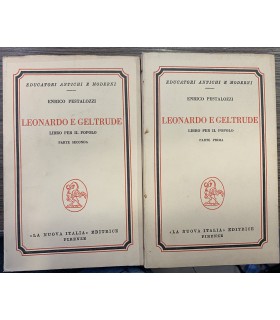 EDUCATORI ANTICHI E MODERNI
ENRICO PESTALOZZI
LEONARDO E GELTRUDE
LIBRO PER IL POPOLO
PARTE SECONDA
«LA NUOVA ITALIA» EDITRICE
FIRENZE
EDUCATORI ANTICHI E MODERNI
ENRICO PESTALOZZI
LEONARDO E GELTRUDE
LIBRO PER IL POPOLO
PARTE TERZA
«LA NUOVA ITALIA» EDITRICE
FIRENZE